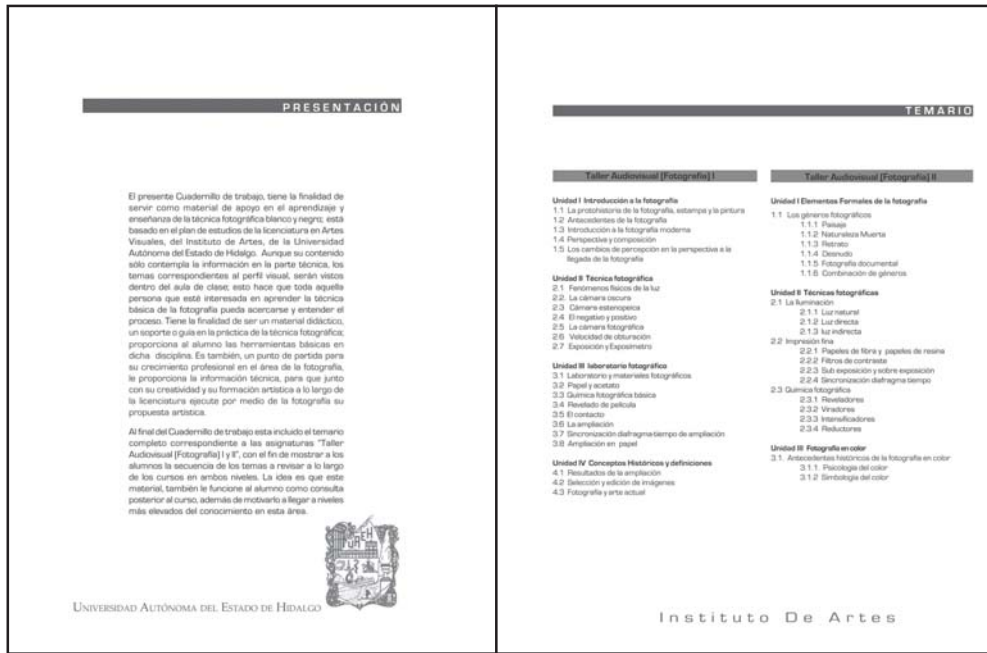 PRESENTACIÓN
El presente Cuadernillo de trabajo, tiene la finalidad de
servir como material de apoyo en el aprendizaje y
enseñanza de la técnica fotográfica blanco y negro; está
basado en el plan de estudios de la licenciatura en Artes
Visuales, del Instituto de Artes, de la Universidad
Autónoma del Estado de Hidalgo. Aunque su contenido
sólo contempla la información en la parte técnica, los
temas correspondientes al perfil visual, serán vistos
dentro del aula de clase; esto hace que toda aquella
persona que esté interesada en aprender la técnica
básica de la fotografía pueda acercarse y entender el
proceso. Tiene la finalidad de ser un material didáctico,
un soporte o guía en la práctica de la técnica fotográfica;
proporciona al alumno las herramientas básicas en
dicha disciplina. Es también, un punto de partida para
su crecimiento profesional en el área de la fotografía,
le proporciona la información técnica, para que junto
con su creatividad y su formación artística a lo largo de
la licenciatura ejecute por medio de la fotografía su
propuesta artística.
Al final del Cuadernillo de trabajo esta incluido el temario
completo correspondiente a las asignaturas "Taller
Audiovisual [Fotografía] I y II", con el fin de mostrar a los
alumnos la secuencia de los temas a revisar a lo largo
de los cursos en ambos niveles. La idea es que este
material, también le funcione al alumno como consulta
posterior al curso, además de motivarlo a llegar a niveles
más elevados del conocimiento en esta área.
UNIVERSIDAD AUTÓNOMA DEL ESTADO DE HIDALGO
TEMARIO
Taller Audiovisual [Fotografía] I
Unidad I Introducción a la fotografía
1.1 La protohistoria de la fotografía, estampa y la pintura
1.2 Antecedentes de la fotografía
1.3 Introducción a la fotografía moderna
1.4 Perspectiva y composición
1.5 Los cambios de percepción en la perspectiva a la
llegada de la fotografía
Unidad II Técnica fotográfica
2.1 Fenómenos físicos de la luz
2.2 La cámara oscura
2.3 Cámara estenopeica
2.4 El negativo y positivo
2.5 La cámara fotográfica
2.6 Velocidad de obturación
2.7 Exposición y Exposímetro
Unidad III laboratorio fotográfico
3.1 Laboratorio y materiales fotográficos
3.2 Papel y acetato
3.3 Química fotográfica básica
3.4 Revelado de película
3.5 El contacto
3.6 La ampliación
3.7 Sincronización diafragma-tiempo de ampliación
3.8 Ampliación en papel
Unidad IV Conceptos Históricos y definiciones
4.1 Resultados de la ampliación
4.2 Selección y edición de imágenes
4.3 Fotografía y arte actual
Taller Audiovisual [Fotografía] II
Unidad I Elementos Formales de la fotografía
1.1 Los géneros fotográficos
1.1.1 Paisaje
1.1.2 Naturaleza Muerta
1.1.3 Retrato
1.1.4 Desnudo
1.1.5 Fotografía documental
1.1.6 Combinación de géneros
Unidad II Técnicas fotográficas
2.1 La Iluminación
2.1.1 Luz natural
2.1.2 Luz directa
2.1.3 luz indirecta
2.2 Impresión fina
2.2.1 Papeles de fibra y papeles de resina
2.2.2 Filtros de contraste
2.2.3 Sub exposición y sobre exposición
2.2.4 Sincronización diafragma tiempo
2.3 Química fotográfica
2.3.1 Reveladores
2.3.2 Viradores
2.3.3 Intensificadores
2.3.4 Reductores
Unidad III Fotografía en color
3.1. Antecedentes históricos de la fotografía en color
3.1.1. Psicología del color
3.1.2 Simbología del color
Instituto De Artes